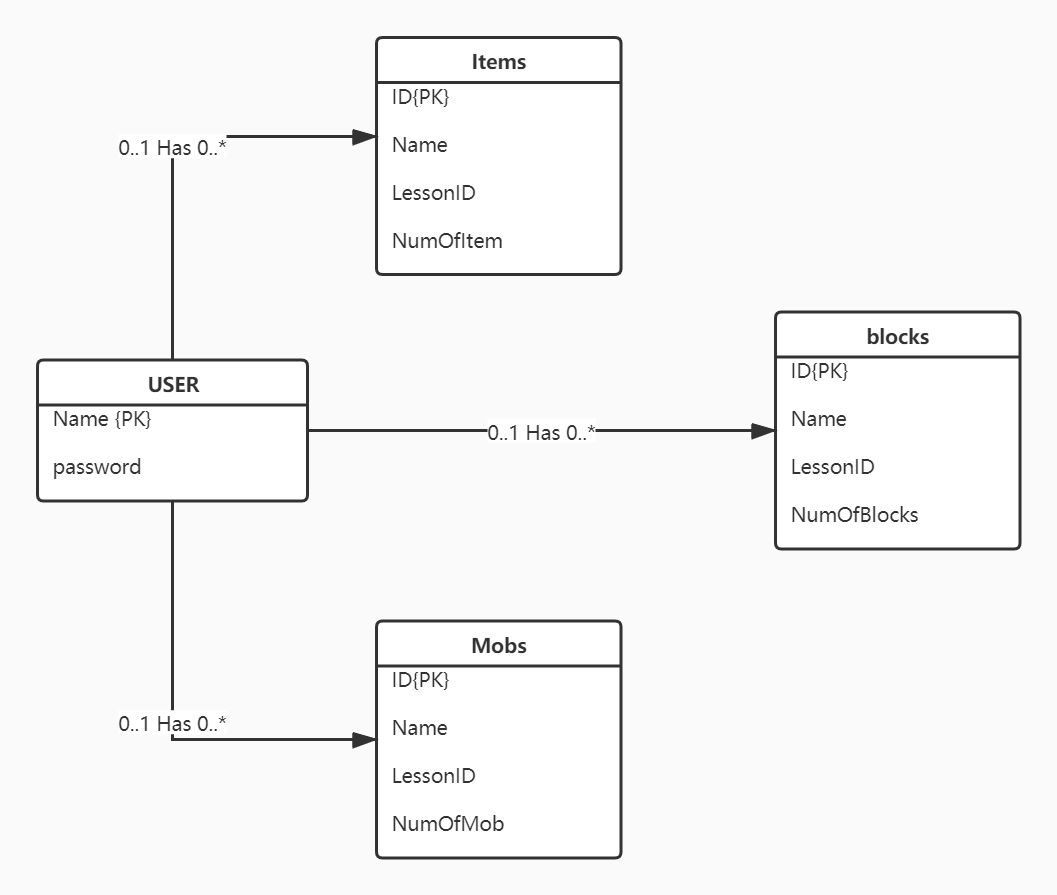 Items
ID{PK}
Name
LessonID
NumOfItem
0..1 Has 0..*
USER
Name {PK}
password
0..1 Has 0..*
blocks
ID{PK}
Name
LessonID
NumOfBlocks
0..1 Has 0..*
Mobs
ID{PK}
Name
LessonID
NumOfMob